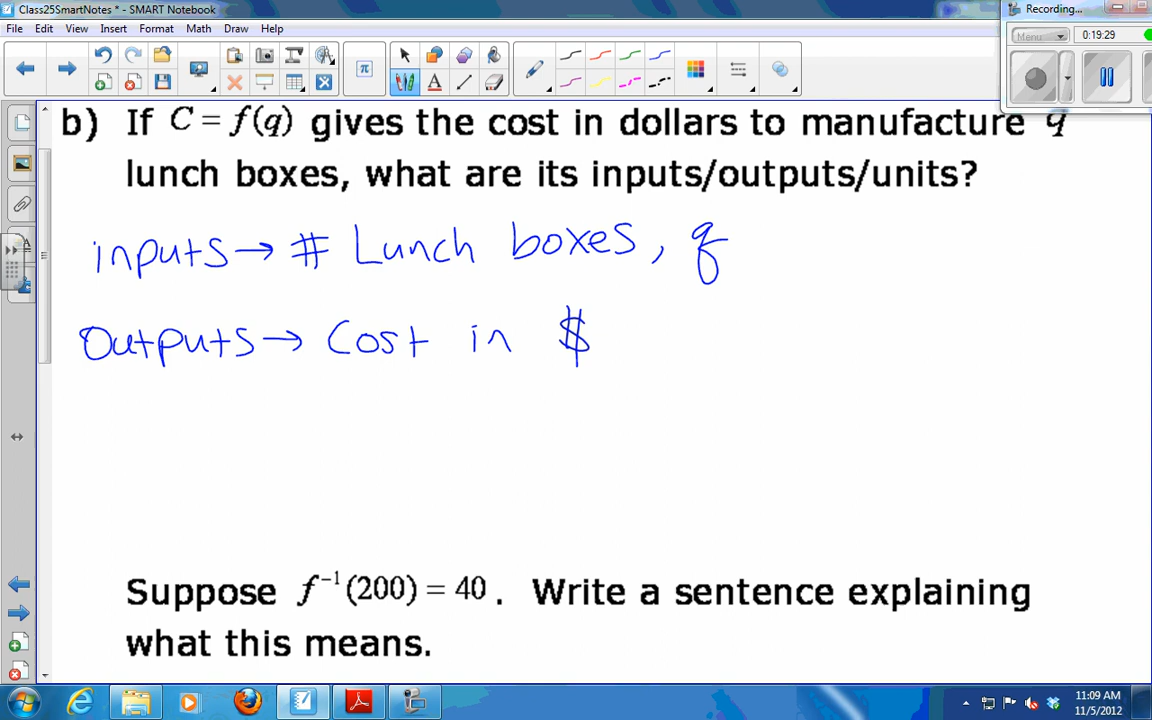 Class25SmartNotes * - SMART Notebook
Recording...
File Edit View Insert Format Math Draw Help
Menu
0:19:29
π
A
b) If C = f(q) gives the cost in dollars to manufacture q
lunch boxes, what are its inputs/outputs/units?
inputs → # Lunch boxes, q
Outputs → Cost in $
Suppose f⁻¹(200) = 40. Write a sentence explaining
what this means.
11:09 AM
11/5/2012